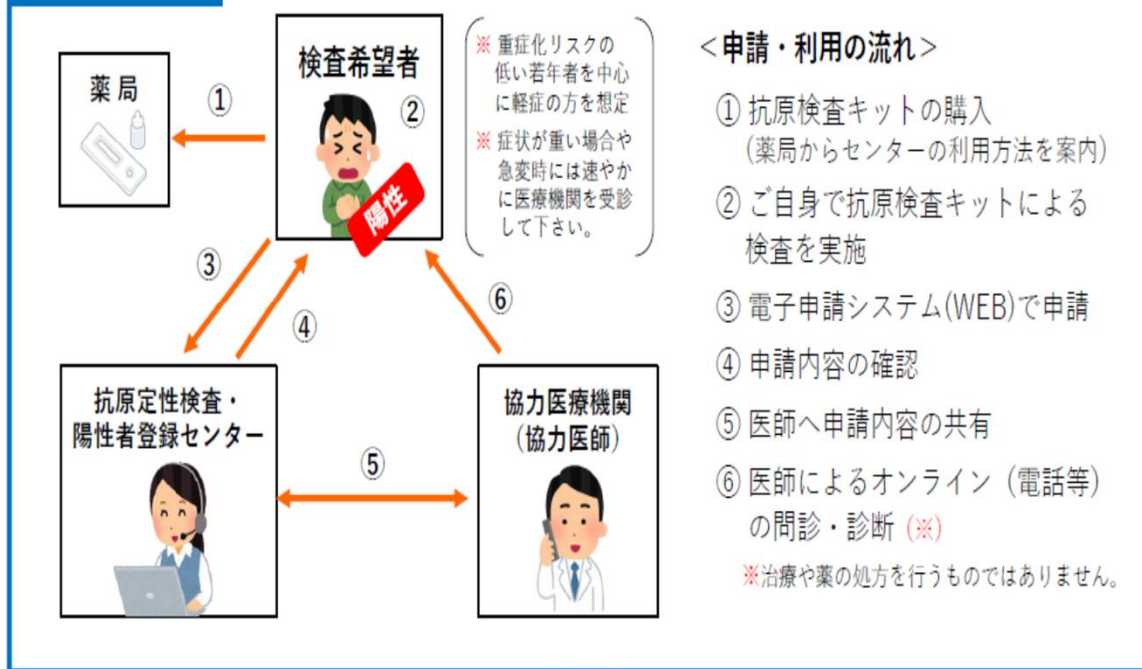 薬局
①
検査希望者
②
陽性
※ 重症化リスクの
低い若年者を中心
に軽症の方を想定
※ 症状が重い場合や
急変時には速やか
に医療機関を受診
して下さい。
③
④
⑥
抗原定性検査・
陽性者登録センター
⑤
協力医療機関
(協力医師)
<申請・利用の流れ>
① 抗原検査キットの購入
(薬局からセンターの利用方法を案内)
② ご自身で抗原検査キットによる
検査を実施
③ 電子申請システム(WEB)で申請
④ 申請内容の確認
⑤ 医師へ申請内容の共有
⑥ 医師によるオンライン (電話等)
の問診・診断 (※)
※治療や薬の処方を行うものではありません。